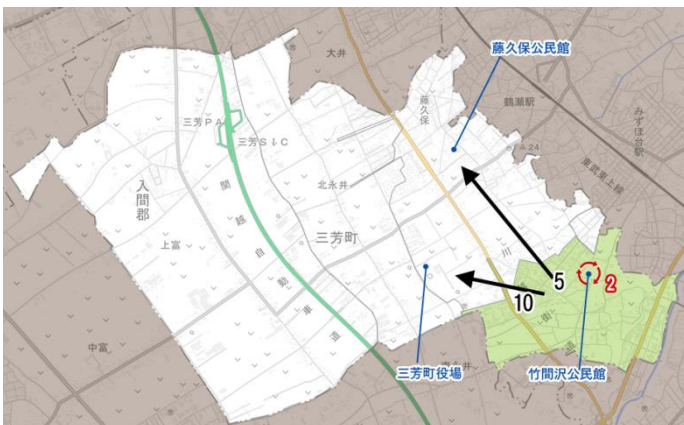 藤久保公民館
大井
藤久保
鶴瀬駅
みずほ台駅
東武東上線
三芳PA
三芳SIC
入間郡
関越自動車道
北永井
上富
三芳町
川
街道
5
10
2
中富
三芳町役場
竹間沢公民館